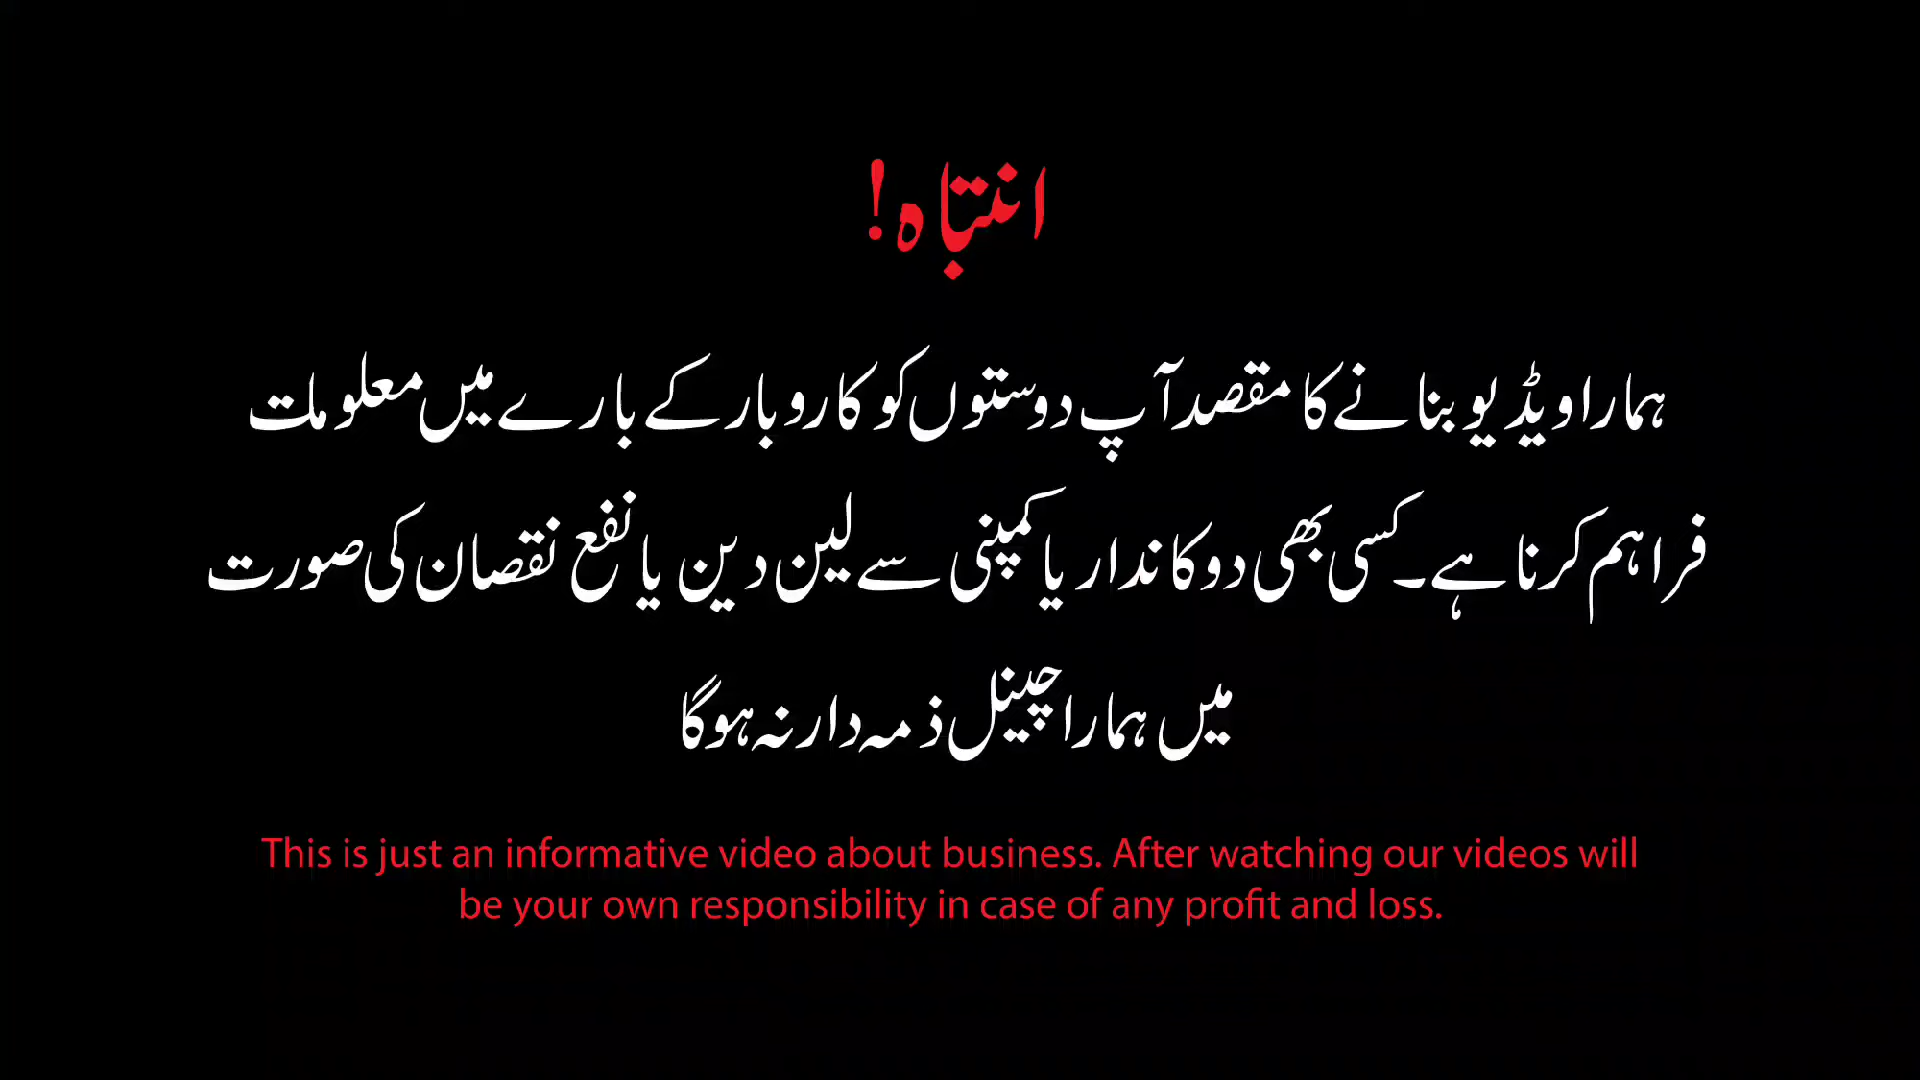 انتباہ!
ہمارا ویڈیو بنانے کا مقصد آپ دوستوں کو کاروبار کے بارے میں معلومات
فراہم کرنا ہے۔ کسی بھی دوکاندار یا کمپنی سے لین دین یا نفع نقصان کی صورت
میں ہمارا چینل ذمہ دار نہ ہوگا
This is just an informative video about business. After watching our videos will
be your own responsibility in case of any profit and loss.